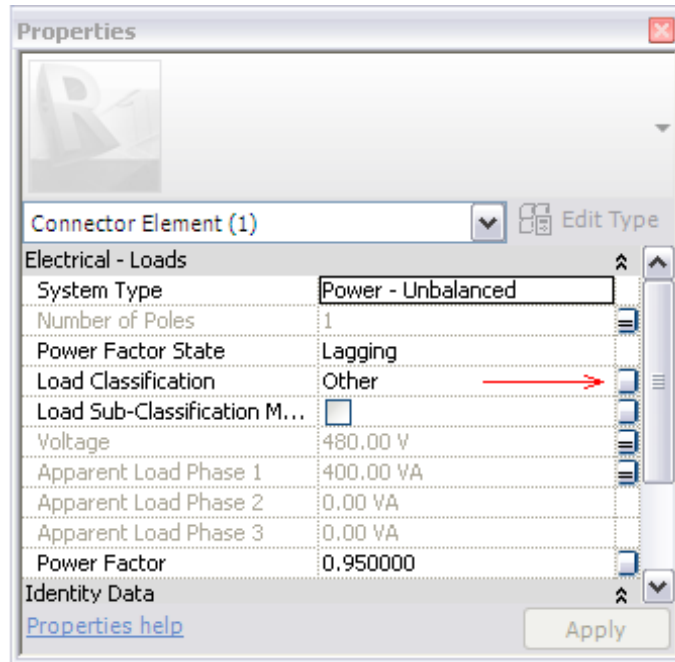 Properties
Connector Element (1) Edit Type
Electrical - Loads
System Type Power - Unbalanced
Number of Poles 1 =
Power Factor State Lagging
Load Classification Other
Load Sub-Classification M...
Voltage 480.00 V =
Apparent Load Phase 1 400.00 VA =
Apparent Load Phase 2 0.00 VA
Apparent Load Phase 3 0.00 VA
Power Factor 0.950000
Identity Data
Properties help Apply